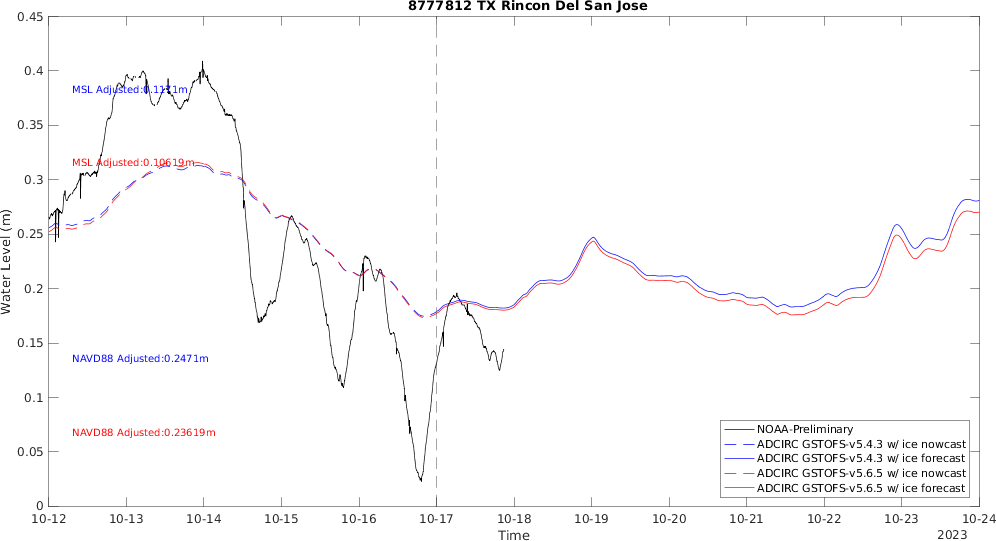 8777812 TX Rincon Del San Jose
0.45
0.4
0.35
0.3
0.25
0.2
0.15
0.1
0.05
0
Water Level (m)
MSL Adjusted:0.1171m
MSL Adjusted:0.10619m
NAVD88 Adjusted:0.2471m
NAVD88 Adjusted:0.23619m
NOAA-Preliminary
ADCIRC GSTOFS-v5.4.3 w/ ice nowcast
ADCIRC GSTOFS-v5.4.3 w/ ice forecast
ADCIRC GSTOFS-v5.6.5 w/ ice nowcast
ADCIRC GSTOFS-v5.6.5 w/ ice forecast
10-12 10-13 10-14 10-15 10-16 10-17 10-18 10-19 10-20 10-21 10-22 10-23 10-24
Time
2023